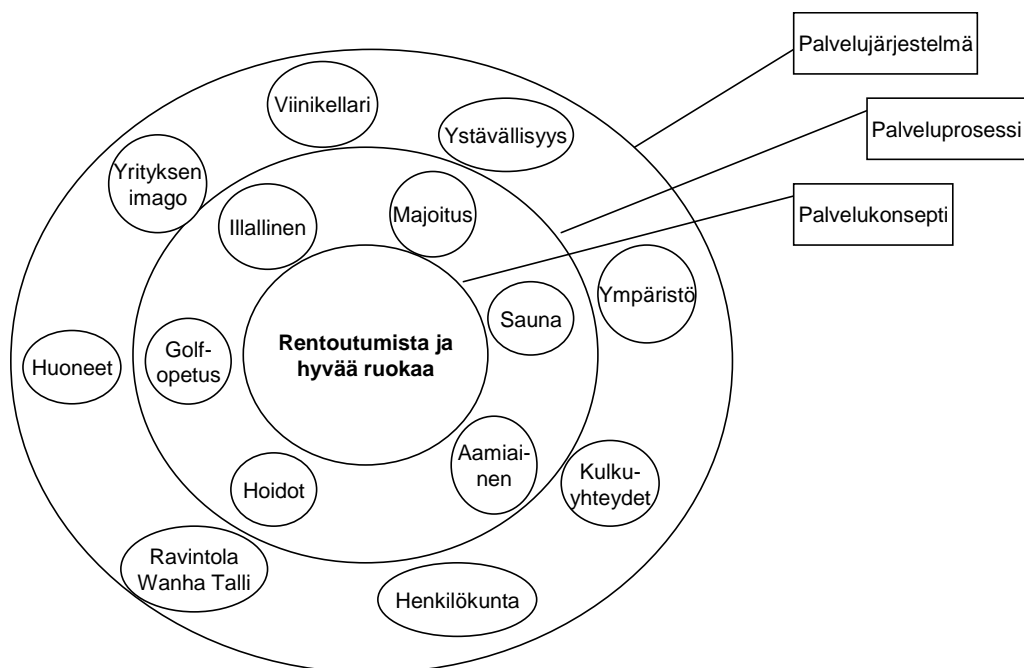 Palvelujärjestelmä
Viinikellari
Ystävällisyys
Palveluprosessi
Yrityksen
imago
Illallinen
Majoitus
Palvelukonsepti
Ympäristö
Sauna
Rentoutumista ja
hyvää ruokaa
Golf-
opetus
Huoneet
Aamiai-
nen
Kulku-
yhteydet
Hoidot
Ravintola
Wanha Talli
Henkilökunta